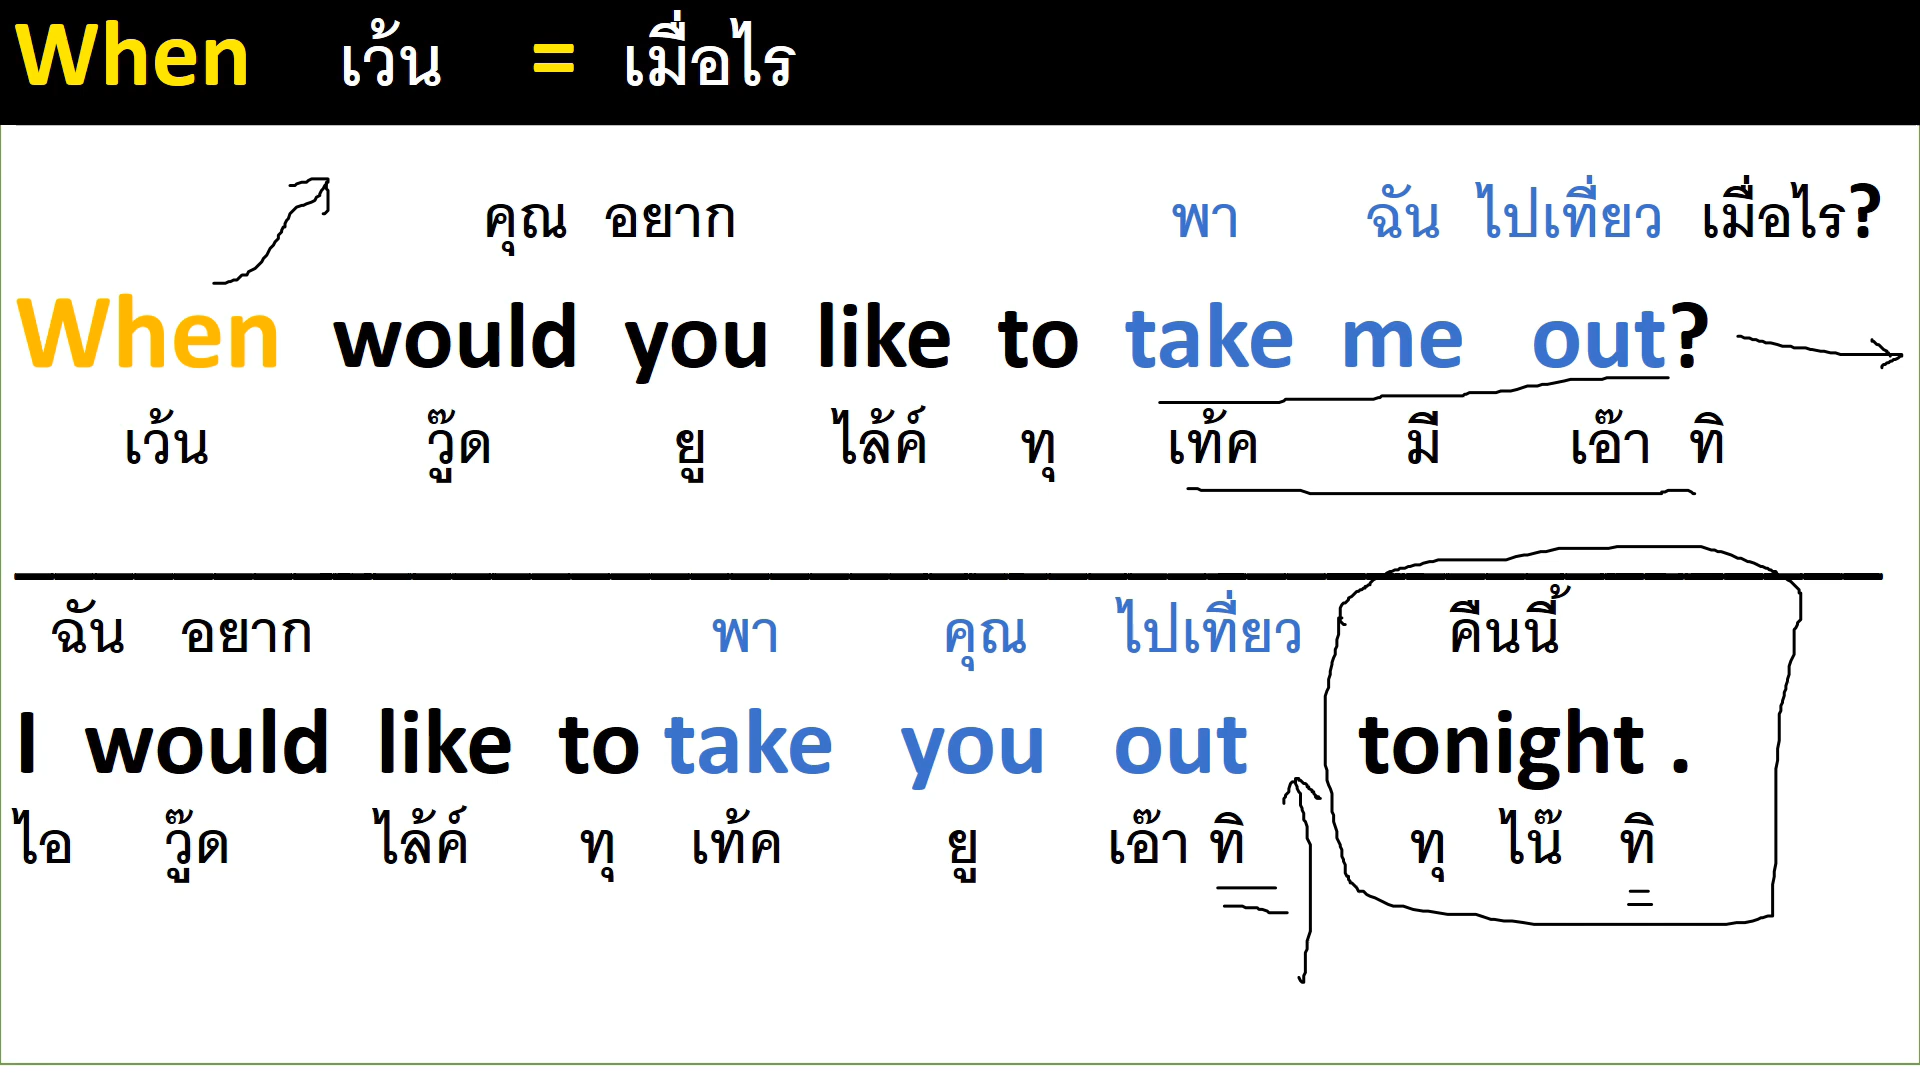 When เว้น = เมื่อไร
คุณ อยาก พา ฉัน ไปเที่ยว เมื่อไร?
When would you like to take me out?
เว้น วู๊ด ยู ไล้ค์ ทุ เท้ค มี เอ๊า ทิ
ฉัน อยาก พา คุณ ไปเที่ยว คืนนี้
I would like to take you out tonight .
ไอ วู๊ด ไล้ค์ ทุ เท้ค ยู เอ๊า ทิ ทุ ไน๊ ทิ